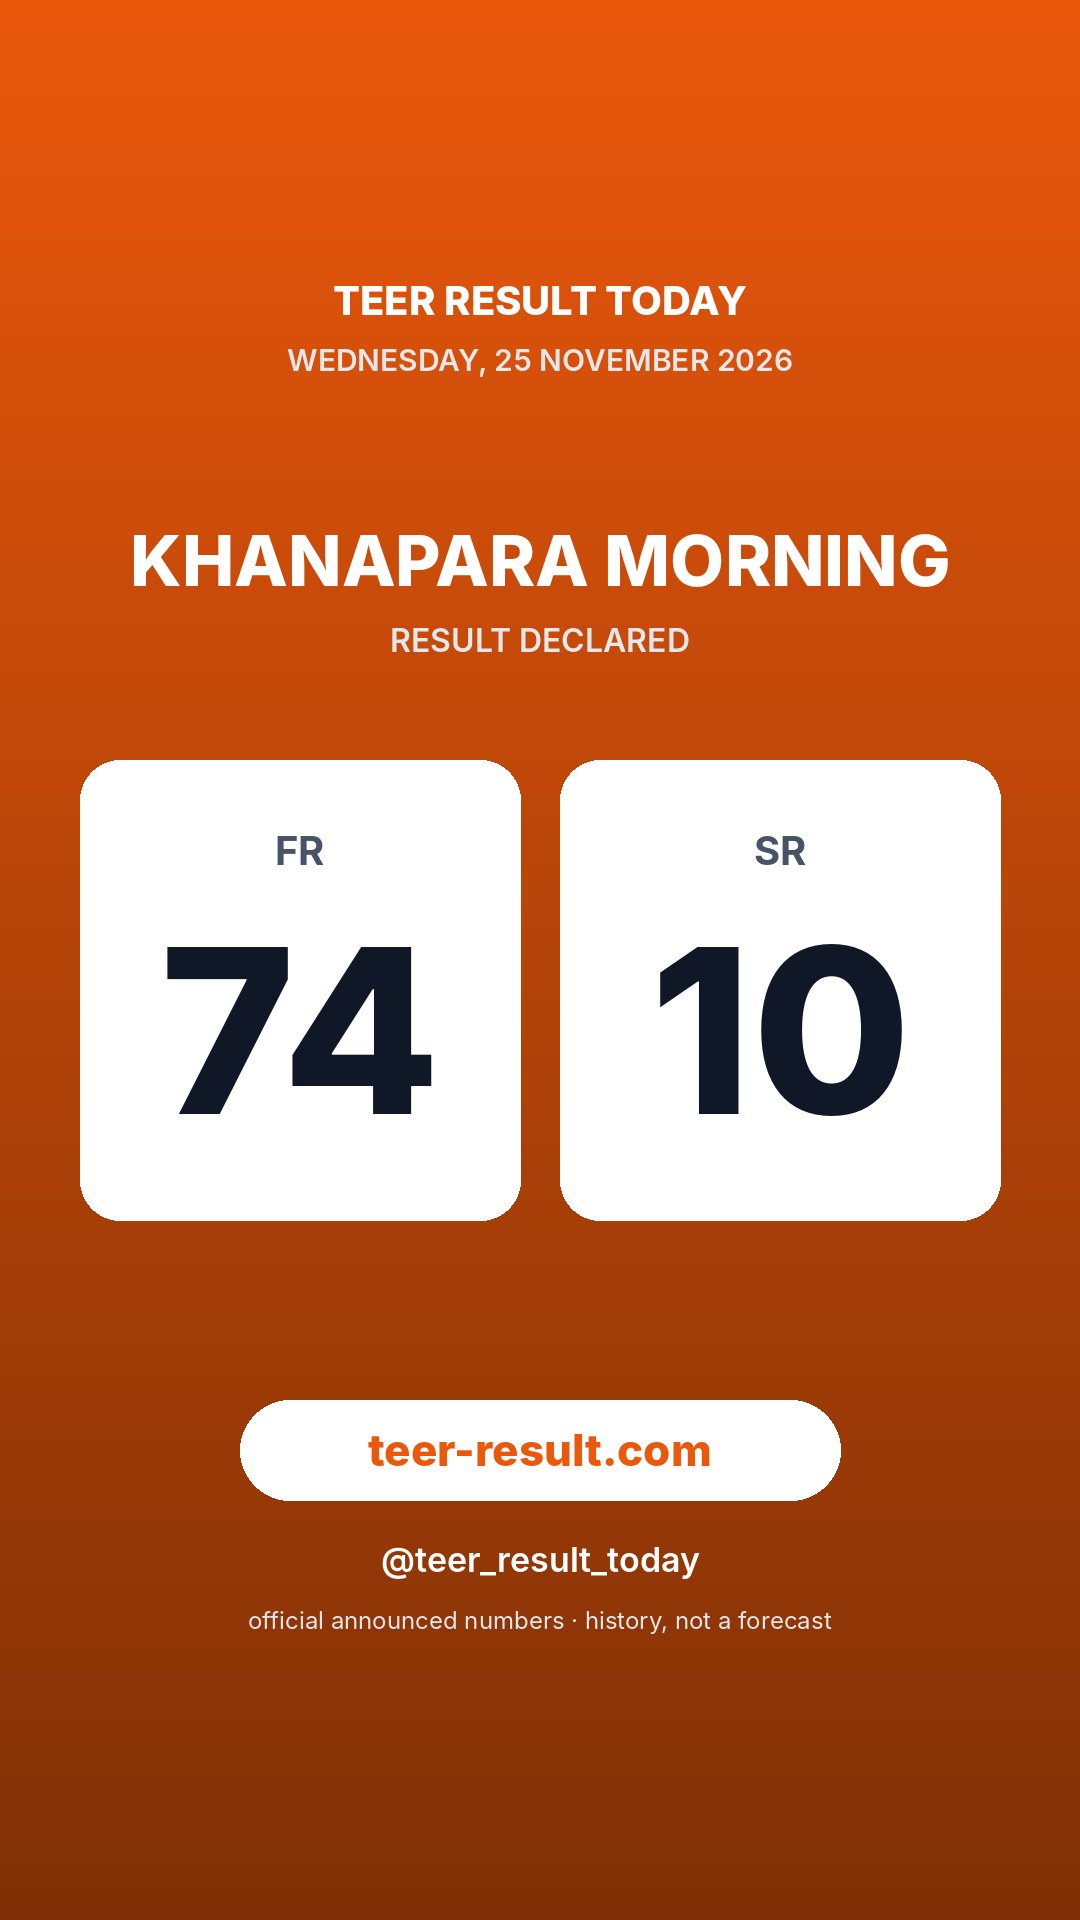 TEER RESULT TODAY
WEDNESDAY, 25 NOVEMBER 2026
KHANAPARA MORNING
RESULT DECLARED
FR
74
SR
10
teer-result.com
@teer_result_today
official announced numbers · history, not a forecast